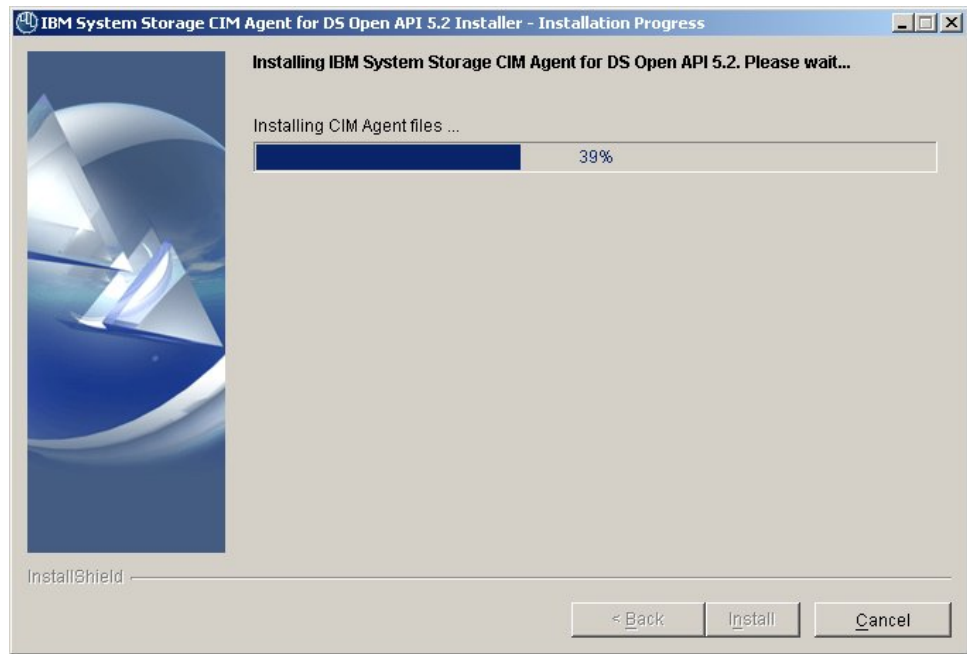 IBM System Storage CIM Agent for DS Open API 5.2 Installer - Installation Progress
Installing IBM System Storage CIM Agent for DS Open API 5.2. Please wait...
Installing CIM Agent files ...
39%
InstallShield
< Back
Install
Cancel